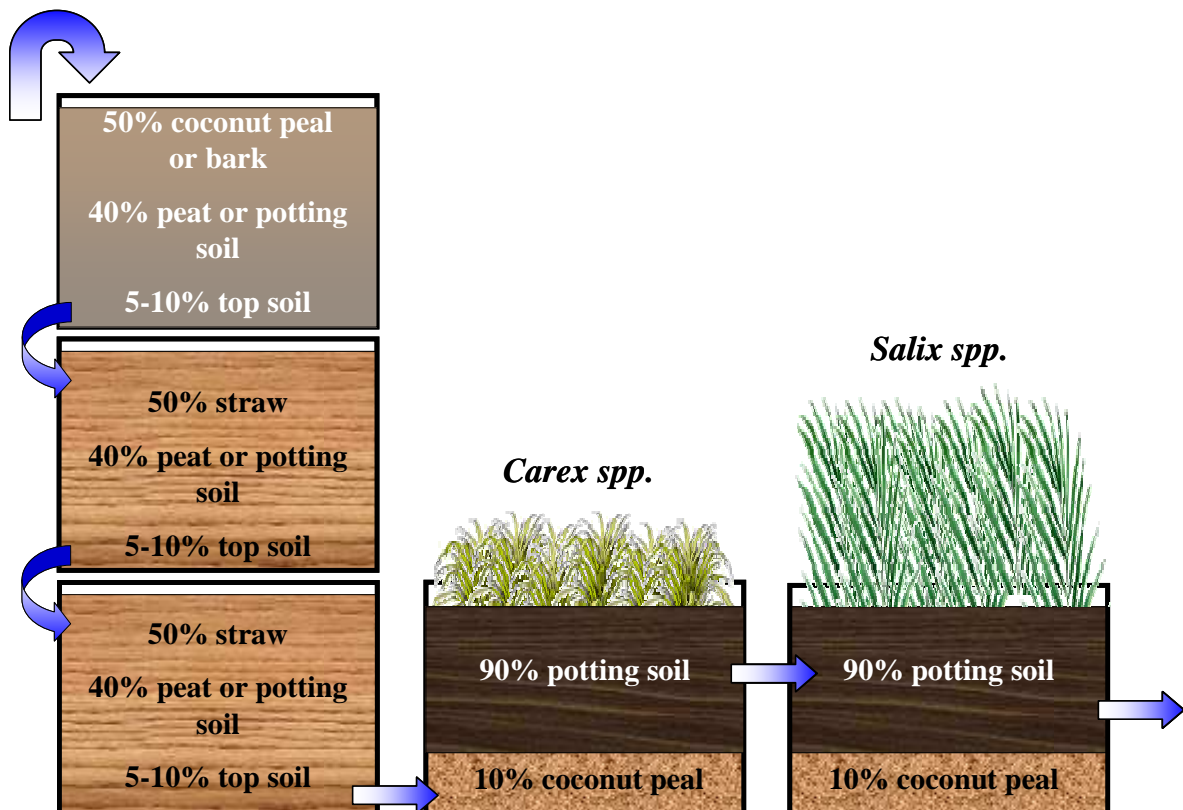 50% coconut peal
or bark
40% peat or potting
soil
5-10% top soil
50% straw
40% peat or potting
soil
5-10% top soil
50% straw
40% peat or potting
soil
5-10% top soil
Carex spp.
90% potting soil
10% coconut peal
Salix spp.
90% potting soil
10% coconut peal